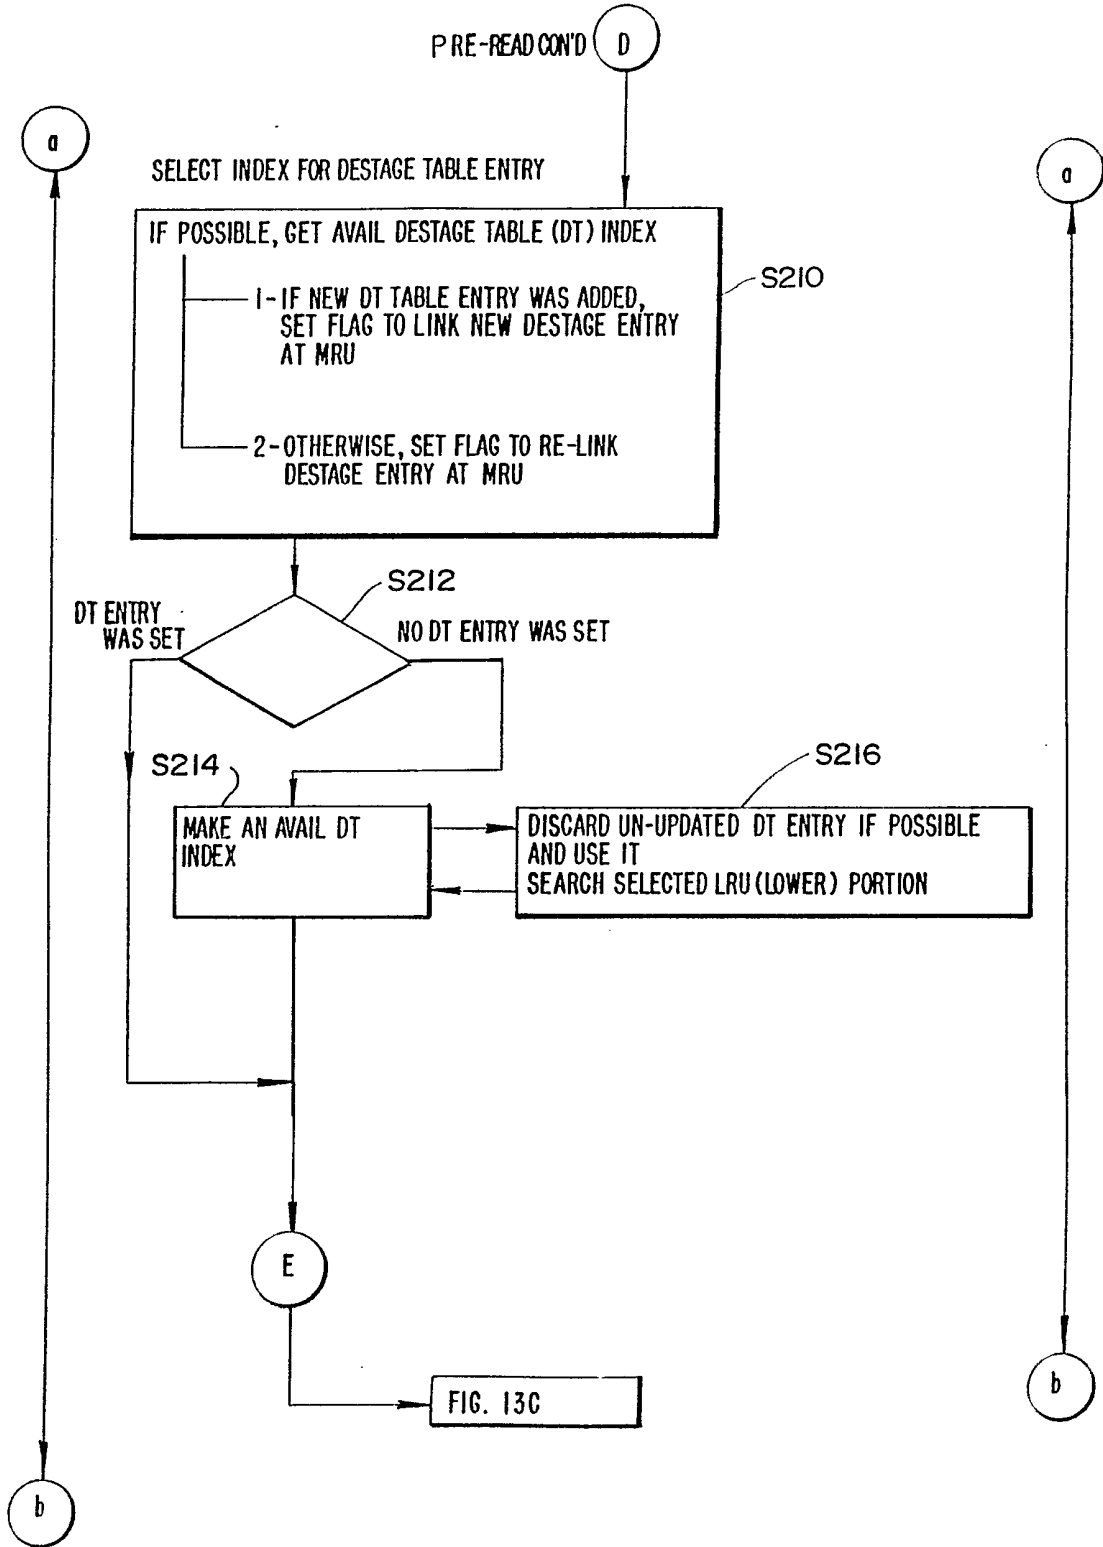 PRE-READ CON'D D
a
a
SELECT INDEX FOR DESTAGE TABLE ENTRY
IF POSSIBLE, GET AVAIL DESTAGE TABLE (DT) INDEX
S210
1-IF NEW DT TABLE ENTRY WAS ADDED,
SET FLAG TO LINK NEW DESTAGE ENTRY
AT MRU
2-OTHERWISE, SET FLAG TO RE-LINK
DESTAGE ENTRY AT MRU
S212
DT ENTRY
WAS SET
NO DT ENTRY WAS SET
S214
S216
MAKE AN AVAIL DT
INDEX
DISCARD UN-UPDATED DT ENTRY IF POSSIBLE
AND USE IT
SEARCH SELECTED LRU (LOWER) PORTION
E
FIG. 13C
b
b